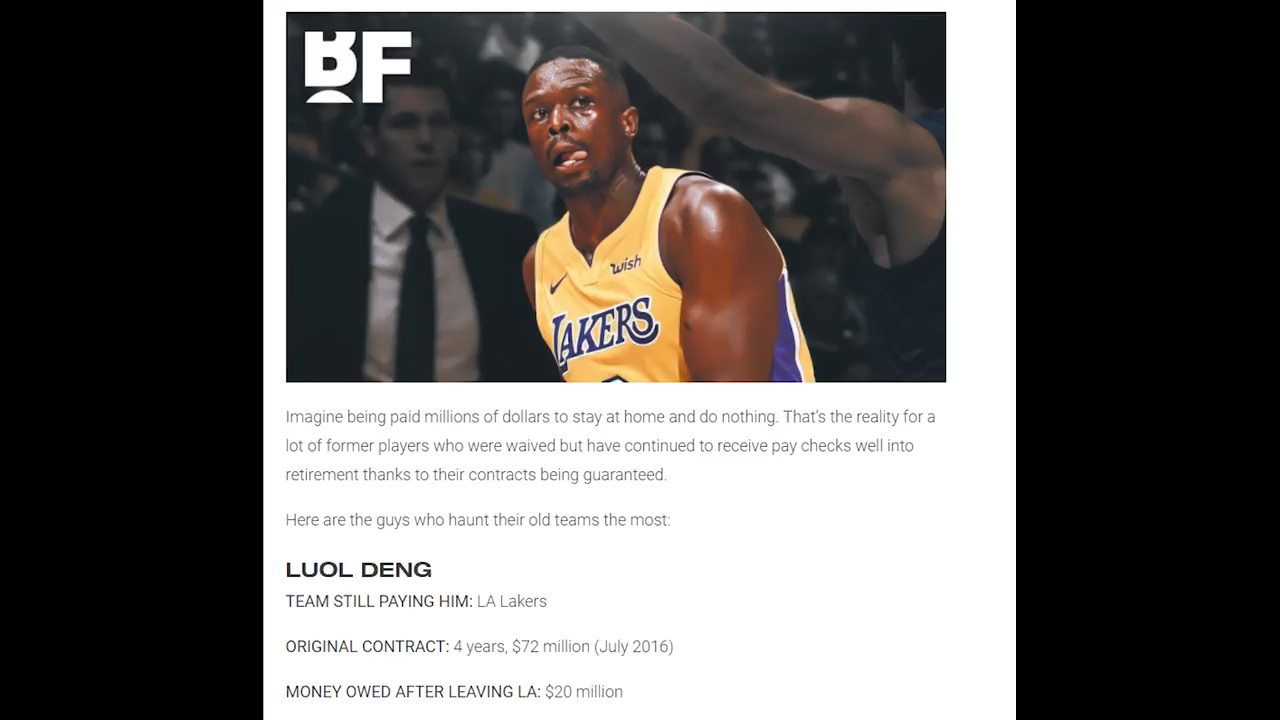 BF
wish
LAKERS
Imagine being paid millions of dollars to stay at home and do nothing. That's the reality for a
lot of former players who were waived but have continued to receive pay checks well into
retirement thanks to their contracts being guaranteed.
Here are the guys who haunt their old teams the most:
LUOL DENG
TEAM STILL PAYING HIM: LA Lakers
ORIGINAL CONTRACT: 4 years, $72 million (July 2016)
MONEY OWED AFTER LEAVING LA: $20 million